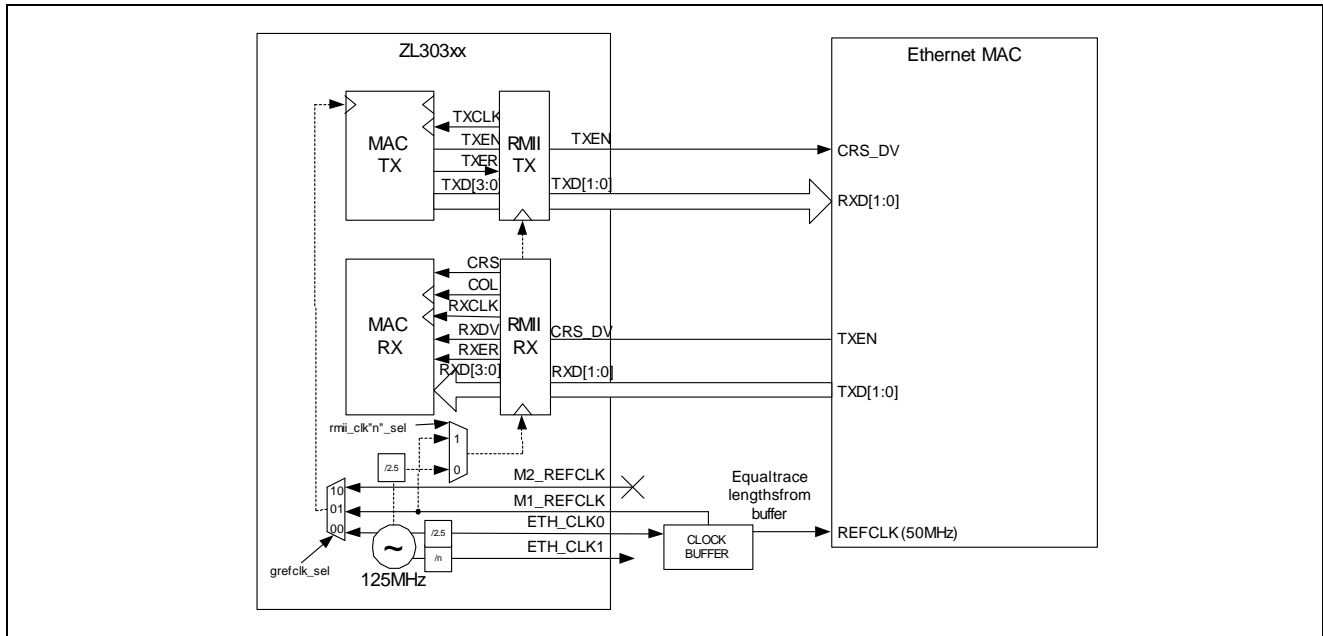 ZL303xx
Ethernet MAC
MAC
TX
TXCLK
TXEN
TXER
TXD[3:0]
RMII
TX
TXEN
TXD[1:0]
CRS_DV
RXD[1:0]
MAC
RX
CRS
COL
RXCLK
RXDV
RXER
RXD[3:0]
RMII
RX
CRS_DV
RXD[1:0]
TXEN
TXD[1:0]
rmii_clk"n"_sel
1
0
/2.5
10
01
00
grefclk_sel
~
125MHz
/2.5
/n
M2_REFCLK
M1_REFCLK
ETH_CLK0
ETH_CLK1
CLOCK
BUFFER
Equaltrace
lengthsfrom
buffer
REFCLK (50MHz)